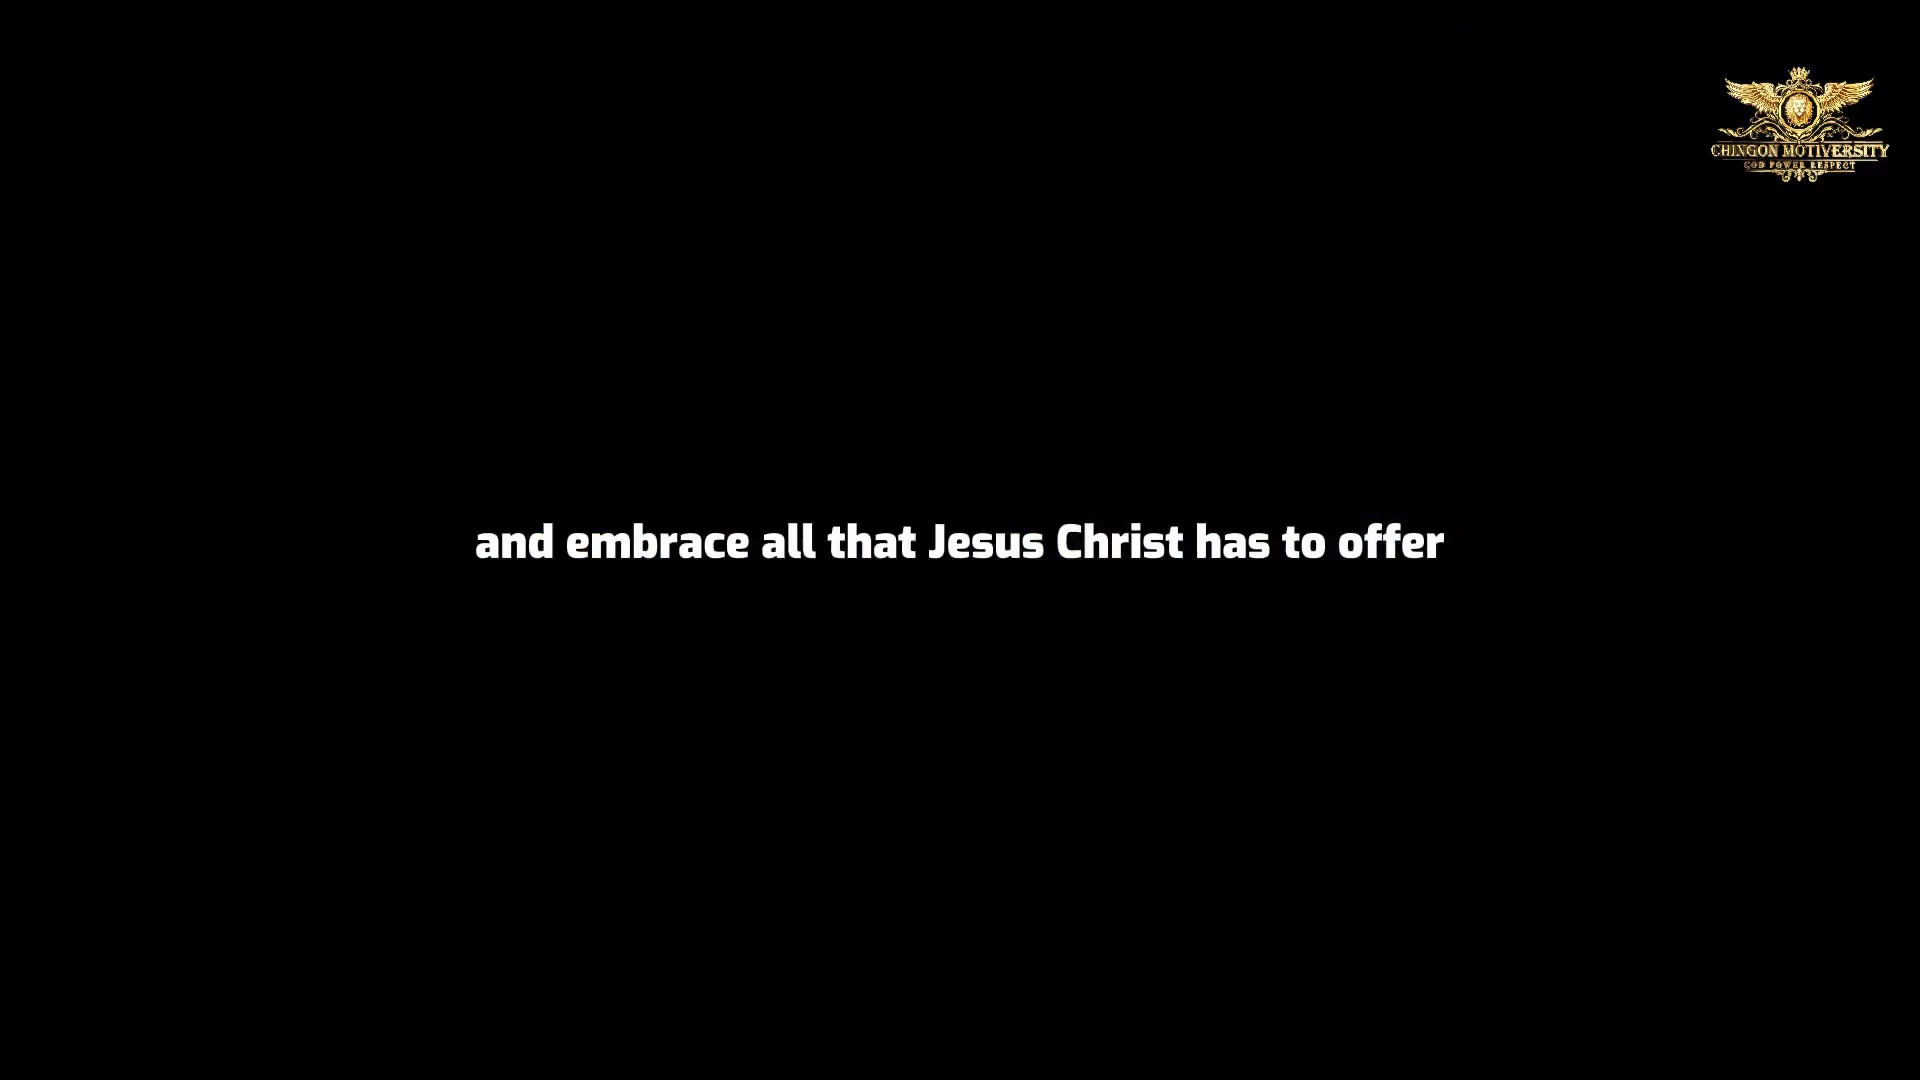 CHINGON MOTIVERSITY
GOD POWER RESPECT
and embrace all that Jesus Christ has to offer